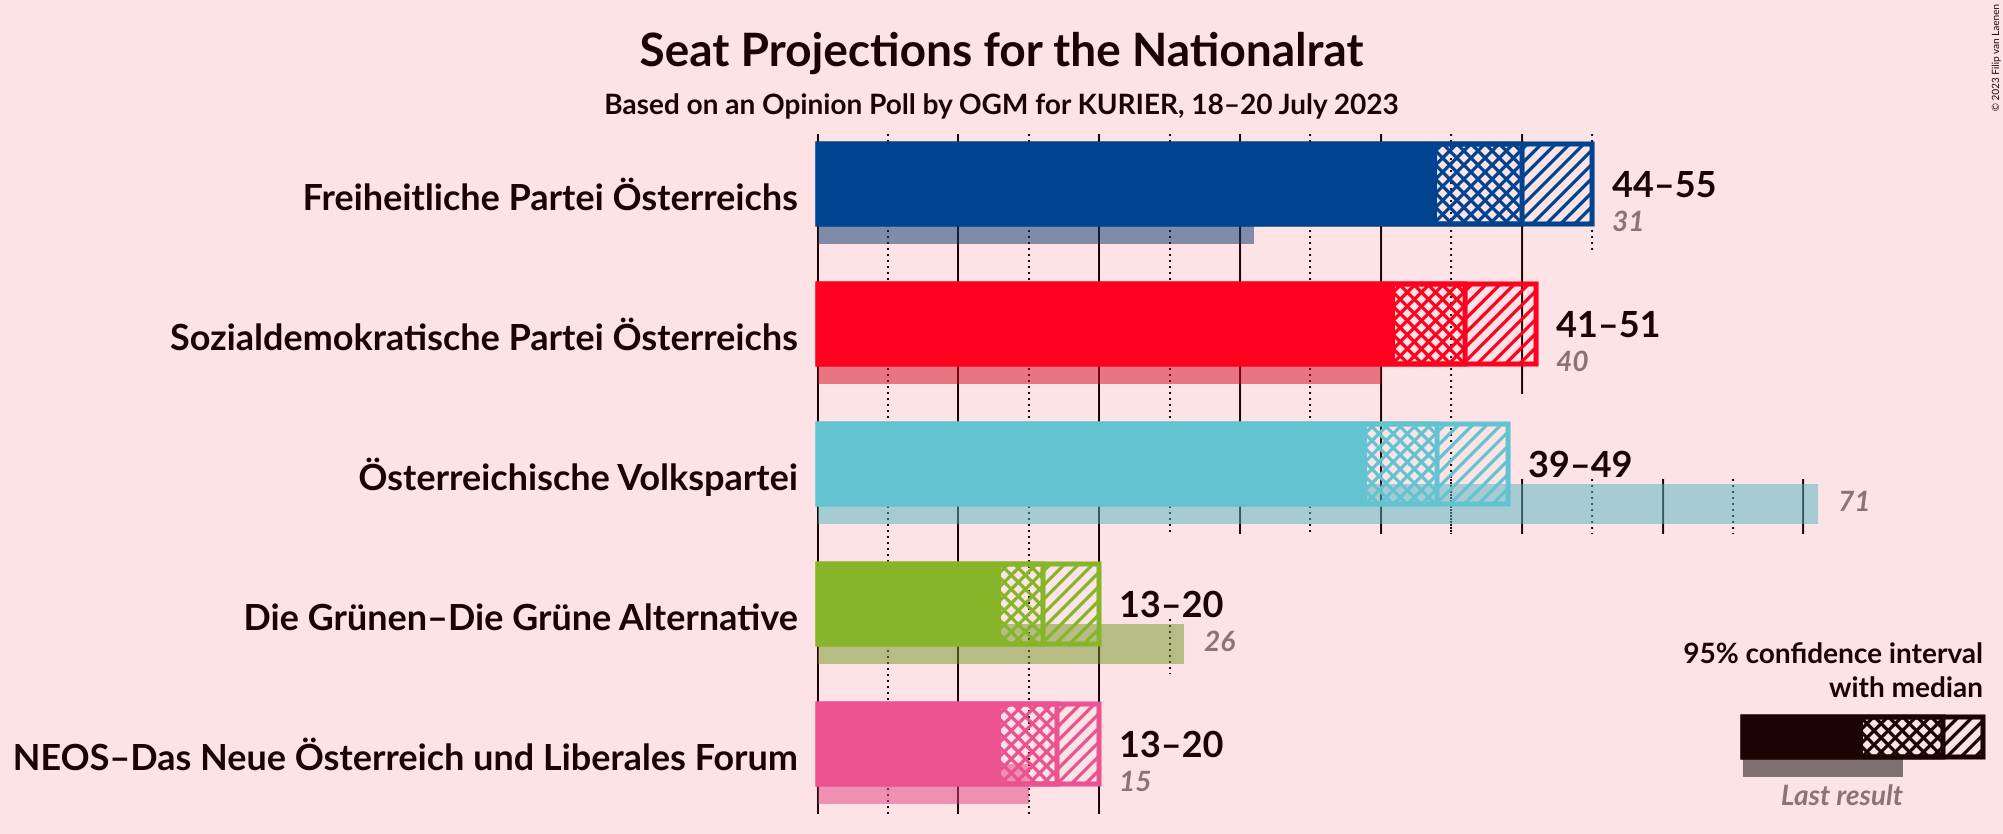 Seat Projections for the Nationalrat
Based on an Opinion Poll by OGM for KURIER, 18–20 July 2023
© 2023 Filip van Laenen
Freiheitliche Partei Österreichs
44–55
31
Sozialdemokratische Partei Österreichs
41–51
40
Österreichische Volkspartei
39–49
71
Die Grünen–Die Grüne Alternative
13–20
26
NEOS–Das Neue Österreich und Liberales Forum
13–20
15
95% confidence interval
with median
Last result